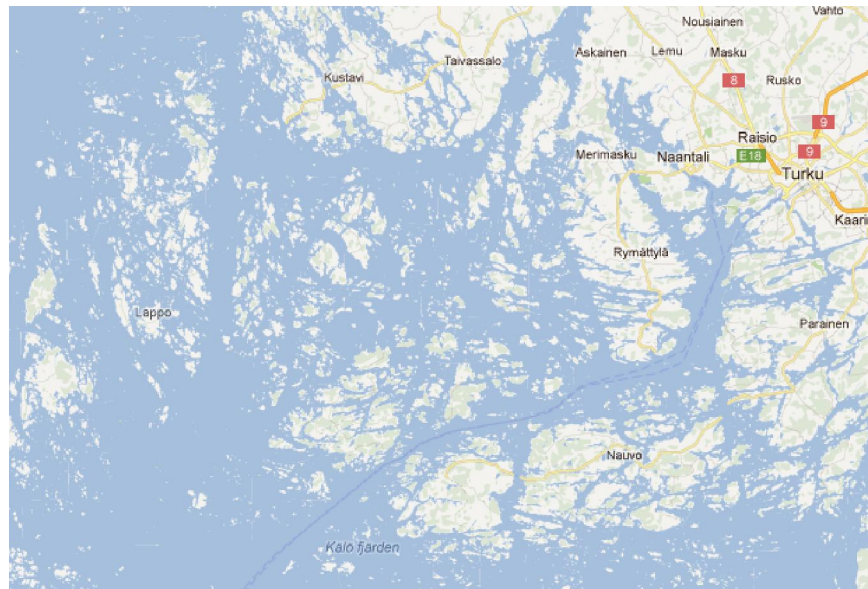 Vahto
Nousiainen
Askainen
Lemu
Masku
Taivassalo
Kustavi
8
Rusko
9
Raisio
Merimasku
Naantali
E18
9
Turku
Kaari
Rymättylä
Lappo
Parainen
Nauvo
Kalo fjarden